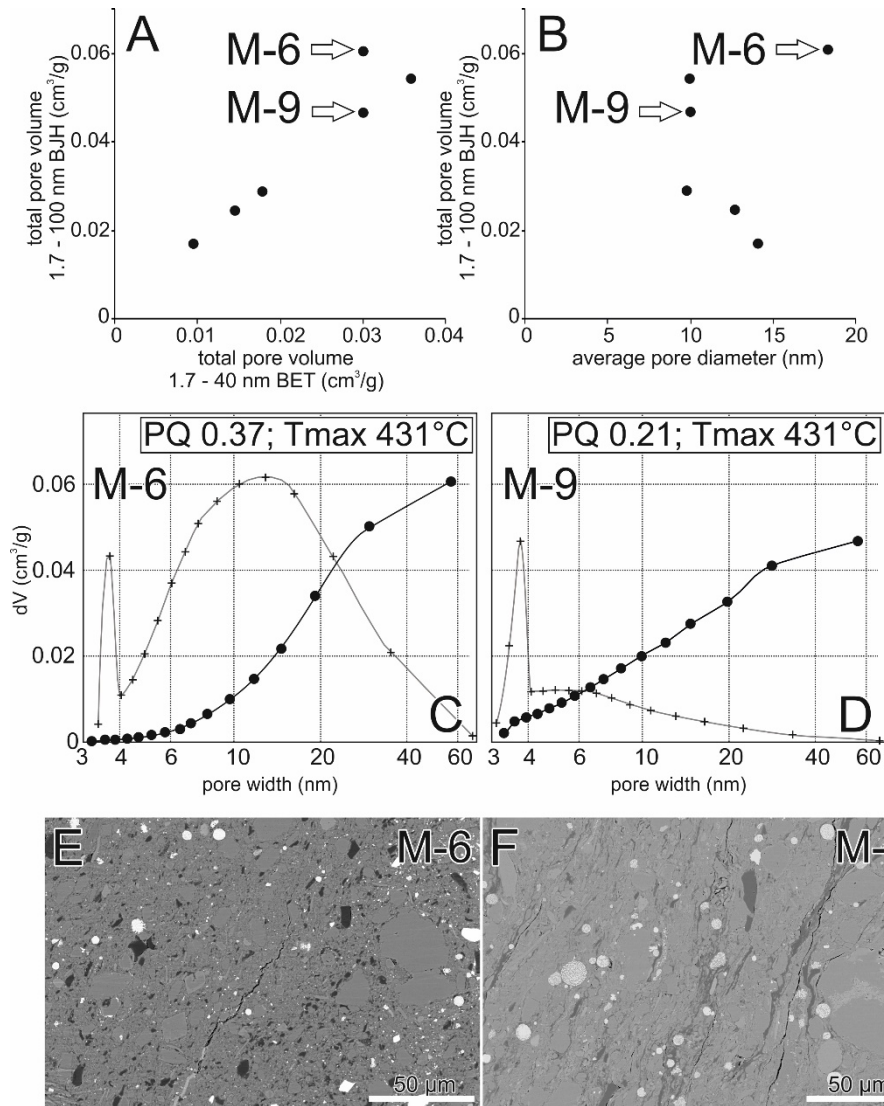 A
M-6
M-9
0.06
0.04
0.02
0
total pore volume
1.7 - 100 nm BJH (cm³/g)
0
0.01
0.02
0.03
0.04
total pore volume
1.7 - 40 nm BET (cm³/g)
B
M-6
M-9
0.06
0.04
0.02
0
total pore volume
1.7 - 100 nm BJH (cm³/g)
0
5
10
15
20
average pore diameter (nm)
PQ 0.37; Tmax 431°C
M-6
0.06
0.04
0.02
0
dV (cm³/g)
C
3 4 6 10 20 40 60
pore width (nm)
PQ 0.21; Tmax 431°C
M-9
D
3 4 6 10 20 40 60
pore width (nm)
E
M-6
50 µm
F
M-
50 µm